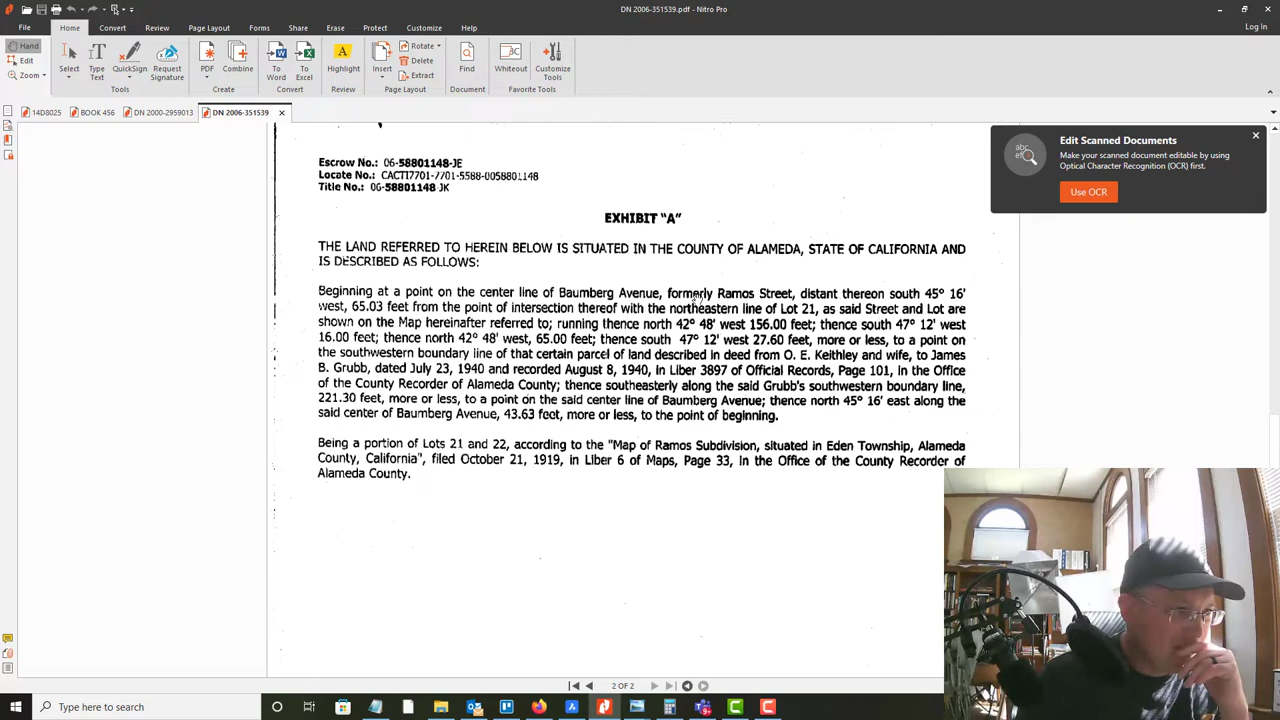 DN 2006-351539.pdf - Nitro Pro
File Home Convert Review Page Layout Forms Share Erase Protect Customize Help
Log In
Hand
Edit
Zoom
Select
Type Text
QuickSign
Request Signature
Tools
PDF
Combine
Create
To Word
To Excel
Convert
Highlight
Review
Insert
Rotate
Delete
Extract
Page Layout
Find
Document
Whiteout
Customize Tools
Favorite Tools
14D8025 BOOK 456 DN 2000-2959013 DN 2006-351539
Edit Scanned Documents
Make your scanned document editable by using
Optical Character Recognition (OCR) first.
Use OCR
Escrow No.: 06-58801148-JE
Locate No.: CACTI7701-7701-5588-0058801148
Title No.: 06-58801148-JK
EXHIBIT "A"
THE LAND REFERRED TO HEREIN BELOW IS SITUATED IN THE COUNTY OF ALAMEDA, STATE OF CALIFORNIA AND
IS DESCRIBED AS FOLLOWS:
Beginning at a point on the center line of Baumberg Avenue, formerly Ramos Street, distant thereon south 45° 16'
west, 65.03 feet from the point of intersection thereof with the northeastern line of Lot 21, as said Street and Lot are
shown on the Map hereinafter referred to; running thence north 42° 48' west 156.00 feet; thence south 47° 12' west
16.00 feet; thence north 42° 48' west, 65.00 feet; thence south 47° 12' west 27.60 feet, more or less, to a point on
the southwestern boundary line of that certain parcel of land described in deed from O. E. Keithley and wife, to James
B. Grubb, dated July 23, 1940 and recorded August 8, 1940, in Liber 3897 of Official Records, Page 101, in the Office
of the County Recorder of Alameda County; thence southeasterly along the said Grubb's southwestern boundary line,
221.30 feet, more or less, to a point on the said center line of Baumberg Avenue; thence north 45° 16' east along the
said center of Baumberg Avenue, 43.63 feet, more or less, to the point of beginning.
Being a portion of Lots 21 and 22, according to the "Map of Ramos Subdivision, situated in Eden Township, Alameda
County, California", filed October 21, 1919, in Liber 6 of Maps, Page 33, in the Office of the County Recorder of
Alameda County.
2 OF 2
Type here to search